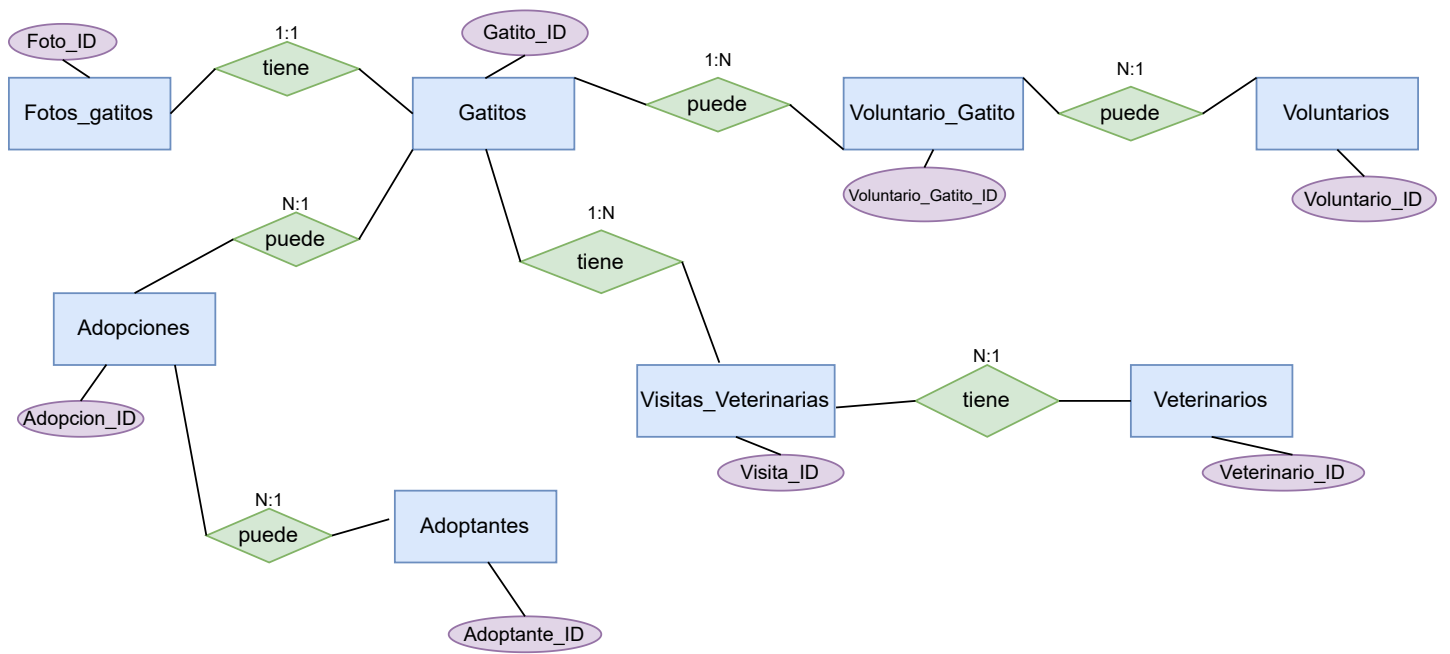 Foto_ID
1:1
tiene
Gatito_ID
Fotos_gatitos
Gatitos
1:N
puede
Voluntario_Gatito
N:1
puede
Voluntarios
Voluntario_Gatito_ID
Voluntario_ID
N:1
puede
1:N
tiene
Adopciones
Adopcion_ID
Visitas_Veterinarias
N:1
tiene
Veterinarios
Visita_ID
Veterinario_ID
N:1
puede
Adoptantes
Adoptante_ID